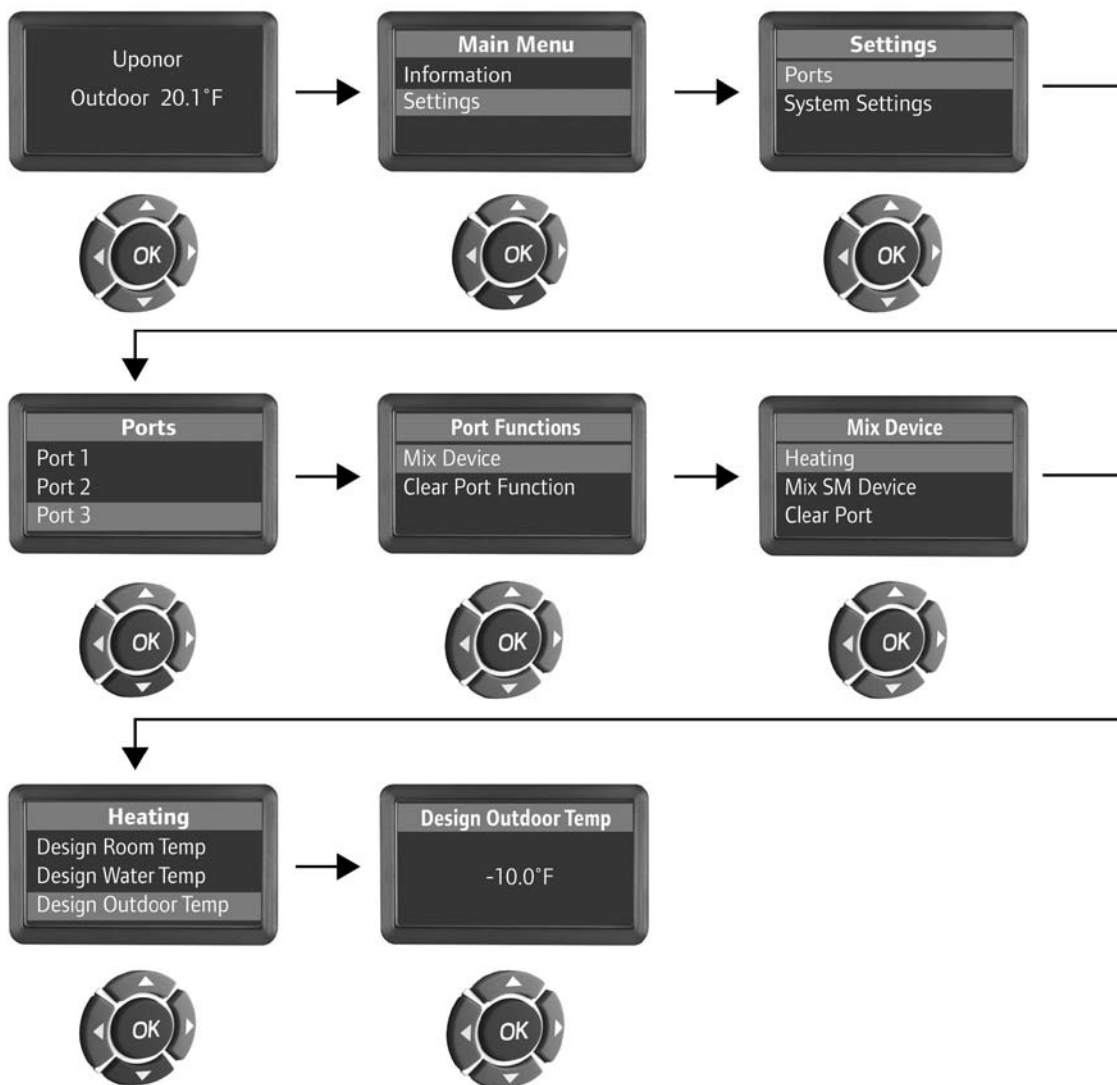 Uponor
Outdoor 20.1°F
Main Menu
Information
Settings
Settings
Ports
System Settings
OK
OK
OK
Ports
Port 1
Port 2
Port 3
Port Functions
Mix Device
Clear Port Function
Mix Device
Heating
Mix SM Device
Clear Port
OK
OK
OK
Heating
Design Room Temp
Design Water Temp
Design Outdoor Temp
Design Outdoor Temp
-10.0°F
OK
OK